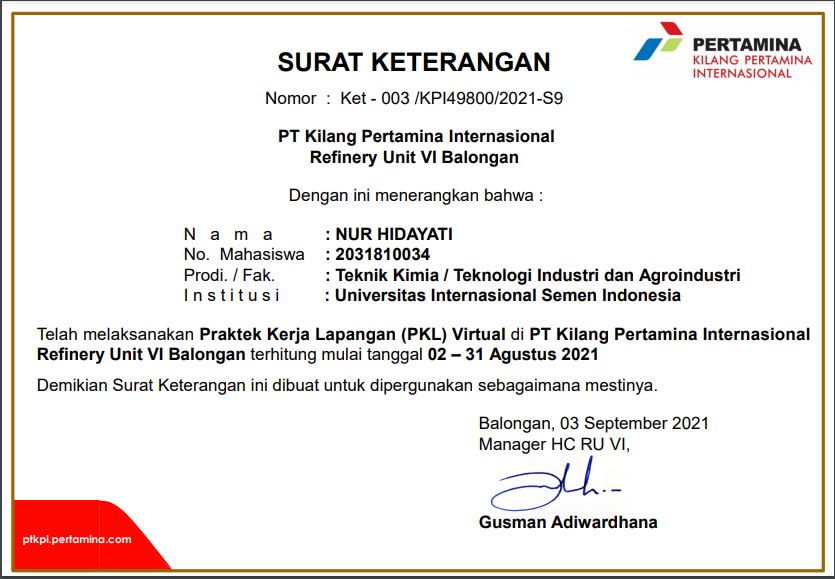 PERTAMINA
KILANG PERTAMINA
INTERNASIONAL
SURAT KETERANGAN
Nomor : Ket - 003 /KPI49800/2021-S9
PT Kilang Pertamina Internasional
Refinery Unit VI Balongan
Dengan ini menerangkan bahwa :
N a m a : NUR HIDAYATI
No. Mahasiswa : 2031810034
Prodi. / Fak. : Teknik Kimia / Teknologi Industri dan Agroindustri
I n s t i t u s i : Universitas Internasional Semen Indonesia
Telah melaksanakan Praktek Kerja Lapangan (PKL) Virtual di PT Kilang Pertamina Internasional
Refinery Unit VI Balongan terhitung mulai tanggal 02 – 31 Agustus 2021
Demikian Surat Keterangan ini dibuat untuk dipergunakan sebagaimana mestinya.
Balongan, 03 September 2021
Manager HC RU VI,
Gusman Adiwardhana
ptkpi.pertamina.com